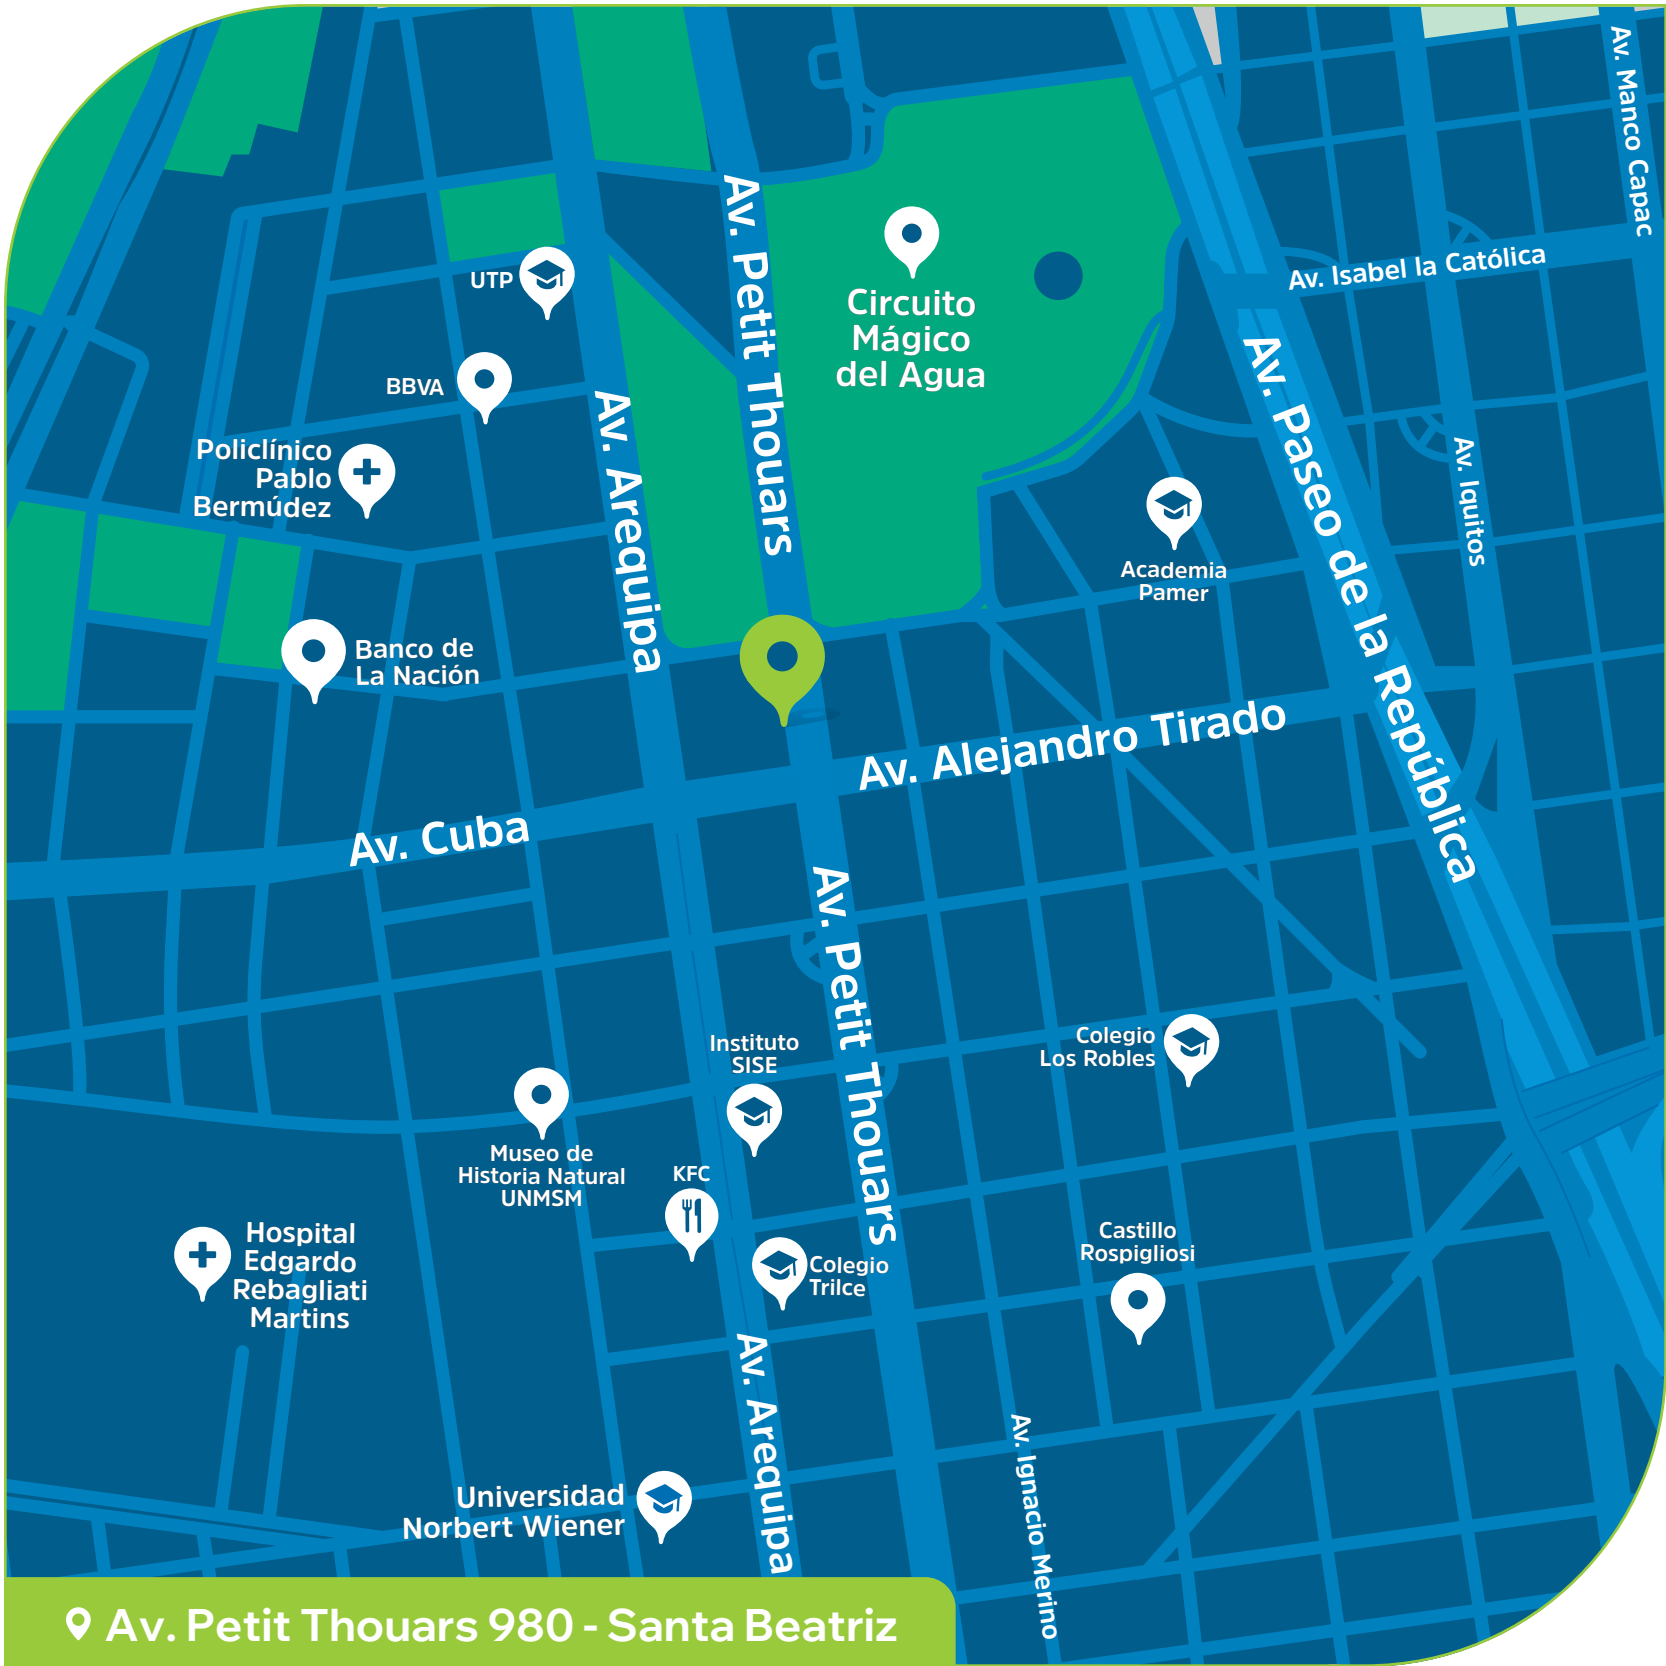 Av. Manco Capac
Av. Petit Thouars
Circuito
Mágico
del Agua
Av. Isabel la Católica
UTP
BBVA
Av. Arequipa
Av. Paseo de la República
Av. Iquitos
Policlínico
Pablo
Bermúdez
Academia
Pamer
Banco de
La Nación
Av. Alejandro Tirado
Av. Cuba
Av. Petit Thouars
Instituto
SISE
Colegio
Los Robles
Museo de
Historia Natural
UNMSM
KFC
Hospital
Edgardo
Rebagliati
Martins
Colegio
Trilce
Castillo
Rospigliosi
Av. Arequipa
Av. Ignacio Merino
Universidad
Norbert Wiener
Av. Petit Thouars 980 - Santa Beatriz